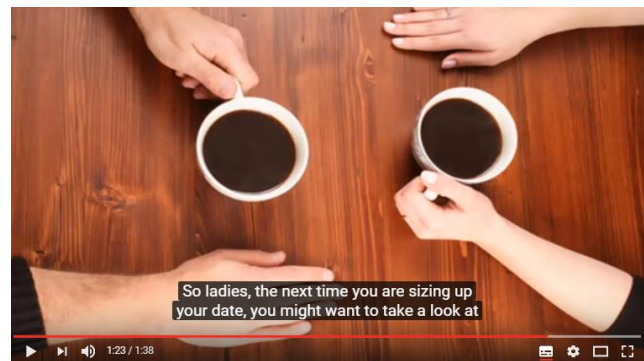 So ladies, the next time you are sizing up
your date, you might want to take a look at
1:23 / 1:38